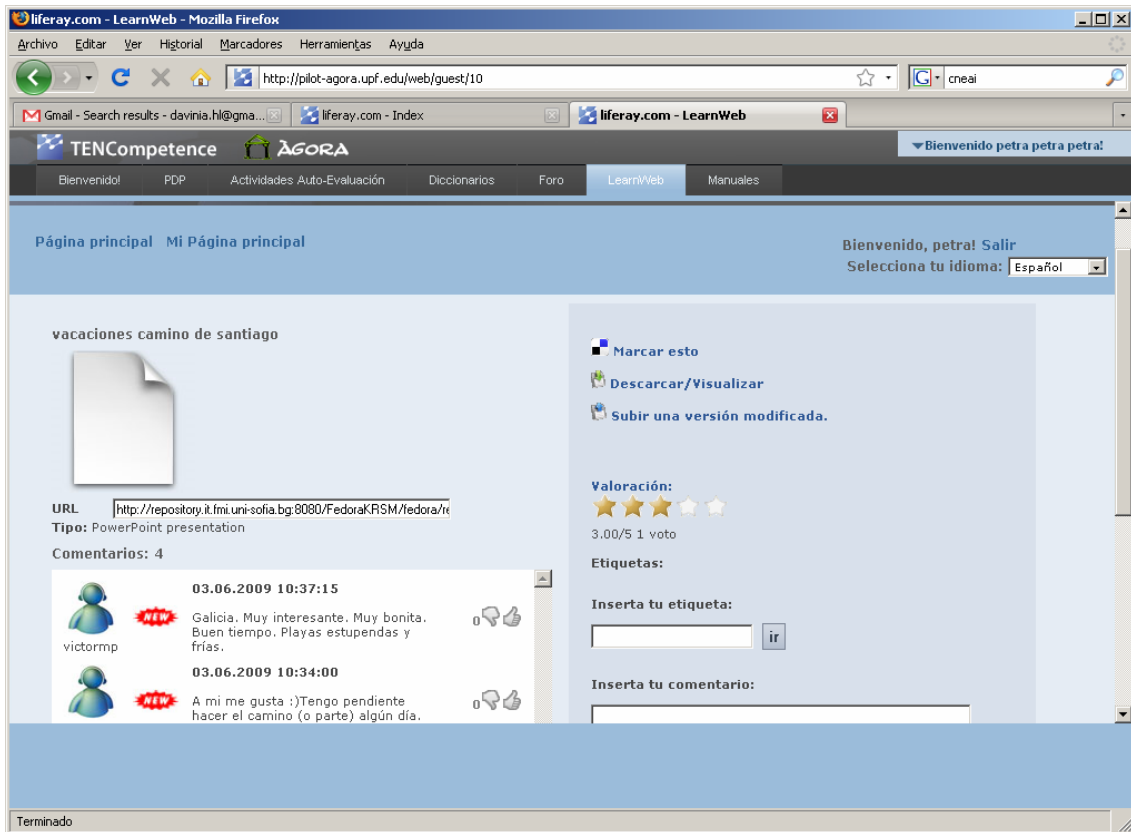 liferay.com - LearnWeb - Mozilla Firefox
Archivo Editar Ver Historial Marcadores Herramientas Ayuda
http://pilot-agora.upf.edu/web/guest/10
G cneai
Gmail - Search results - davinia.hl@gma...
liferay.com - Index
liferay.com - LearnWeb
TENCompetence ÀGORA
Bienvenido petra petra petra!
Bienvenido! PDP Actividades Auto-Evaluación Diccionarios Foro LearnWeb Manuales
Página principal Mi Página principal
Bienvenido, petra! Salir
Selecciona tu idioma: Español
vacaciones camino de santiago
URL http://repository.it.fmi.uni-sofia.bg:8080/FedoraKRSM/fedora/re
Tipo: PowerPoint presentation
Comentarios: 4
03.06.2009 10:37:15
NEW
Galicia. Muy interesante. Muy bonita.
Buen tiempo. Playas estupendas y
frías.
0
victormp
03.06.2009 10:34:00
NEW
A mi me gusta :)Tengo pendiente
hacer el camino (o parte) algún día.
0
Marcar esto
Descarcar/Visualizar
Subir una versión modificada.
Valoración:
3.00/5 1 voto
Etiquetas:
Inserta tu etiqueta:
ir
Inserta tu comentario:
Terminado